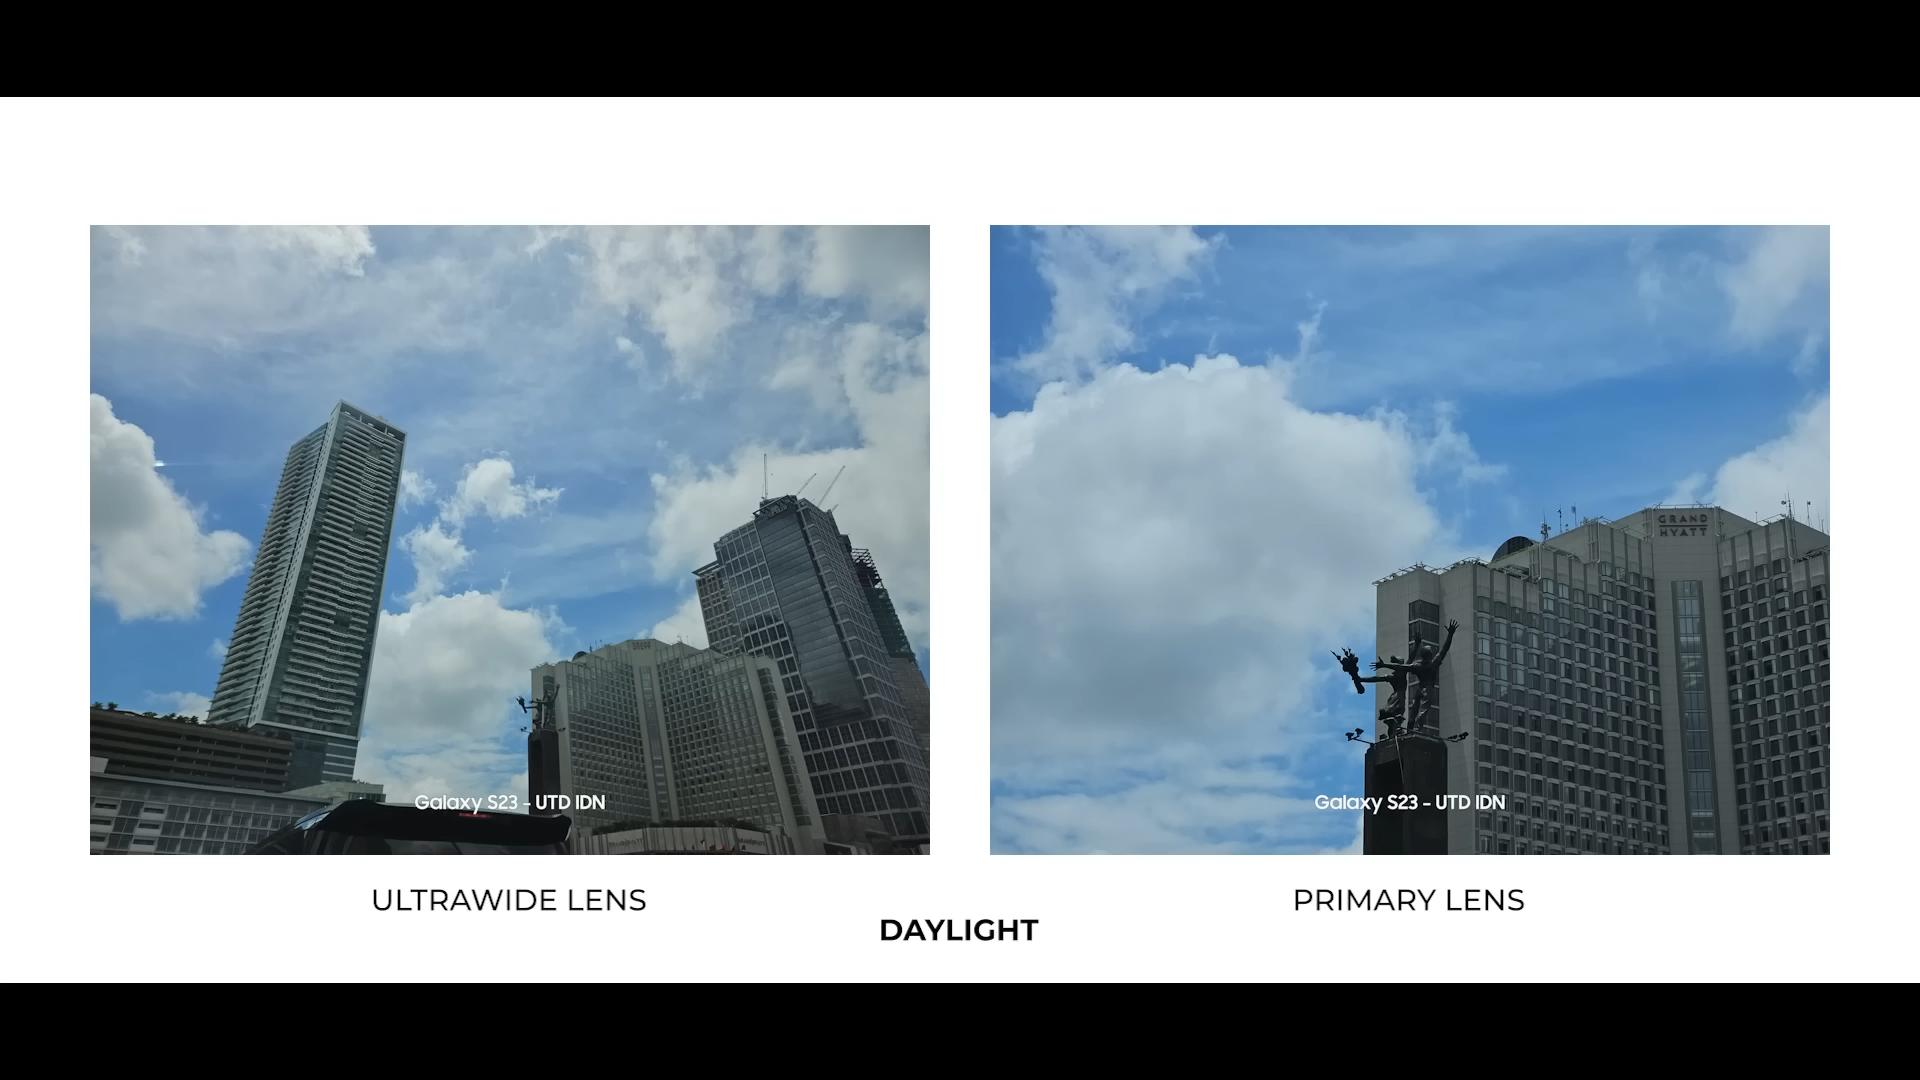 GRAND
HYATT
Galaxy S23 - UTD IDN
Galaxy S23 - UTD IDN
ULTRAWIDE LENS
PRIMARY LENS
DAYLIGHT